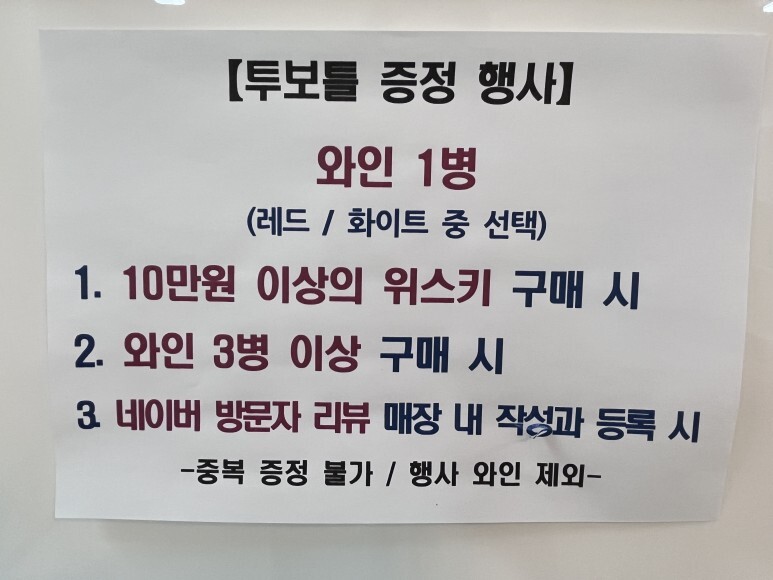 【투보틀 증정 행사】
와인 1병
(레드 / 화이트 중 선택)
1. 10만원 이상의 위스키 구매 시
2. 와인 3병 이상 구매 시
3. 네이버 방문자 리뷰 매장 내 작성과 등록 시
-중복 증정 불가 / 행사 와인 제외-